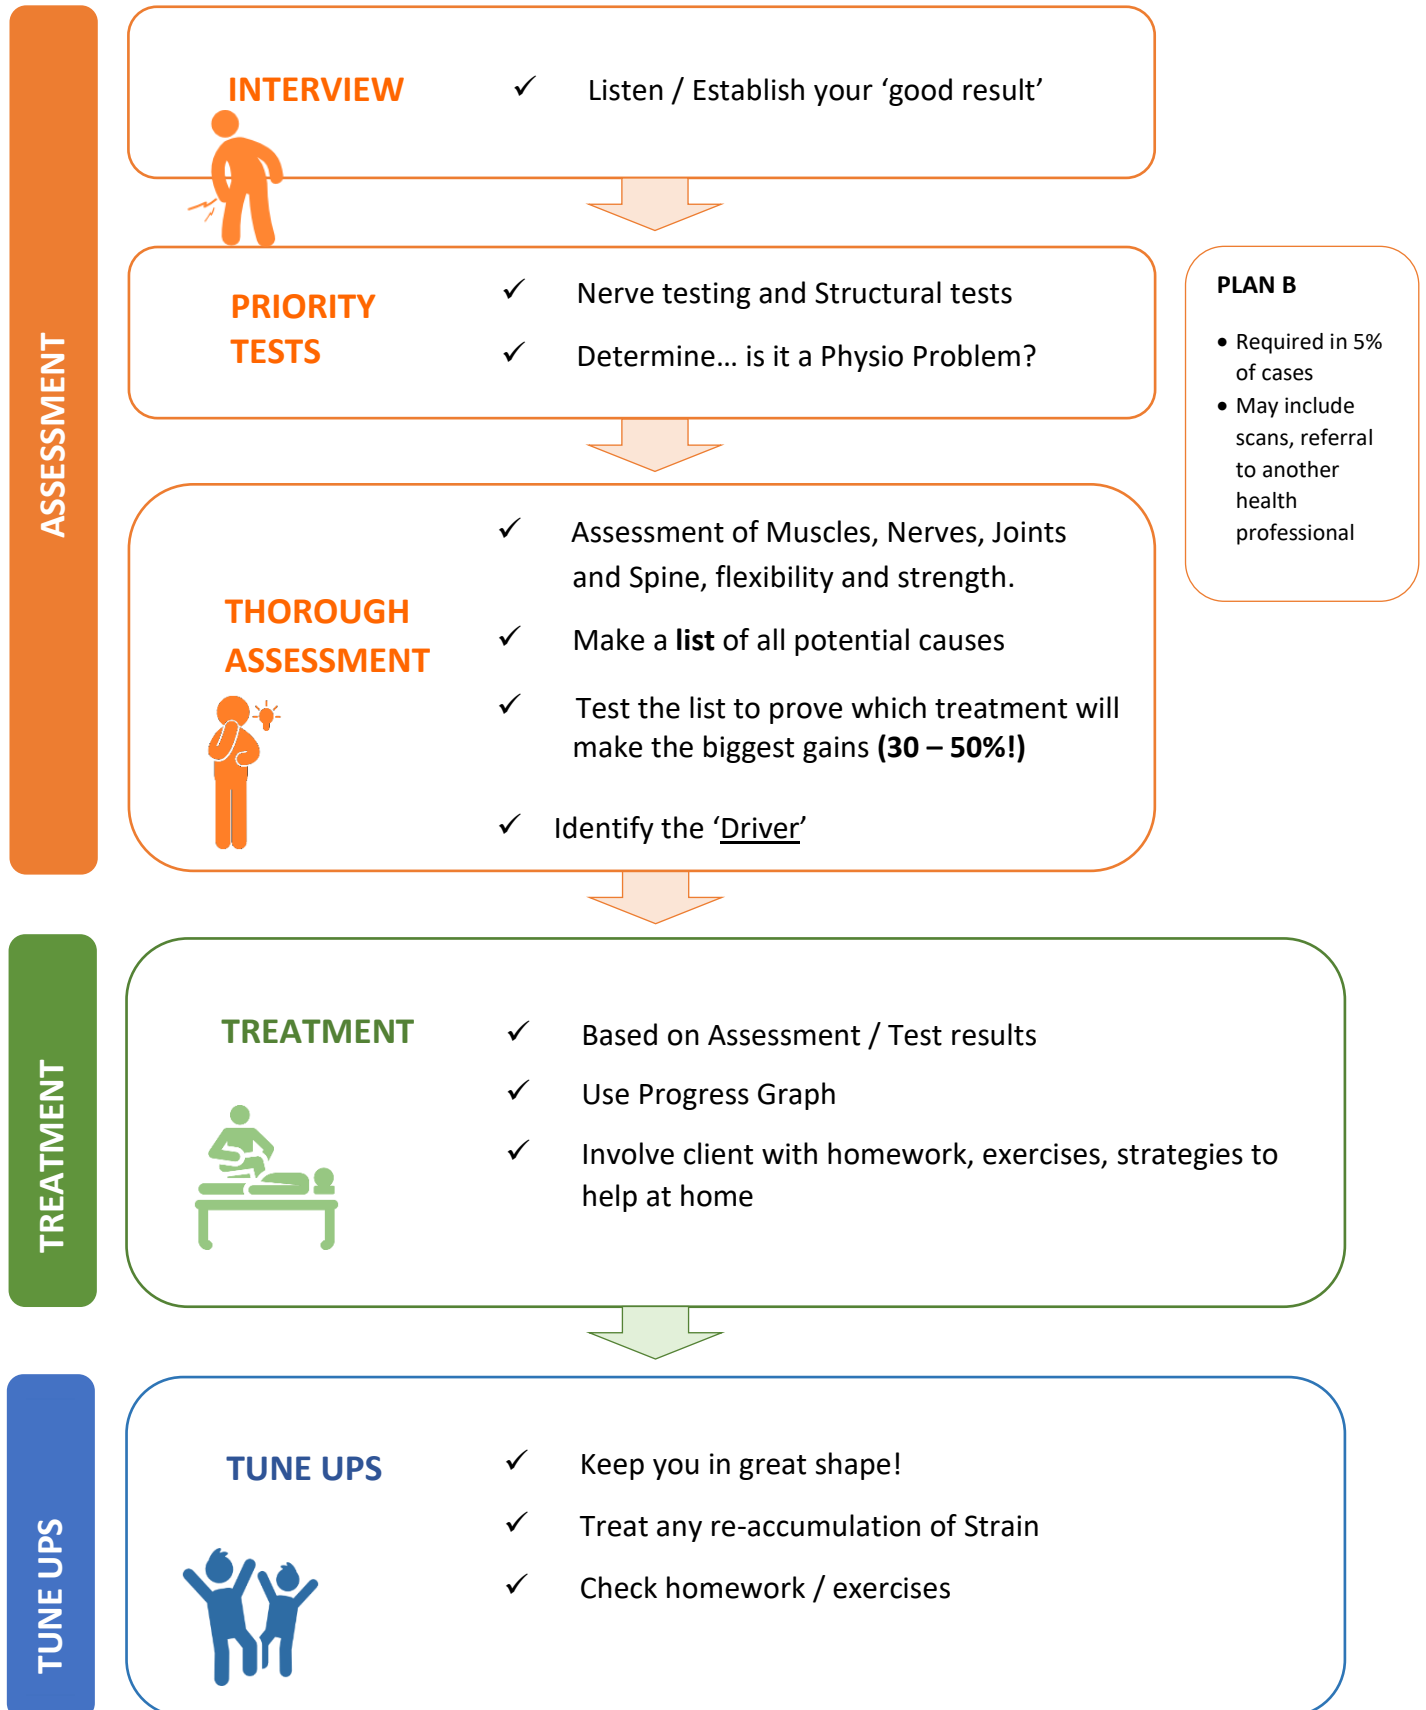 ASSESSMENT
INTERVIEW
✓ Listen / Establish your ‘good result’
PRIORITY
TESTS
✓ Nerve testing and Structural tests
✓ Determine… is it a Physio Problem?
PLAN B
• Required in 5%
of cases
• May include
scans, referral
to another
health
professional
THOROUGH
ASSESSMENT
✓ Assessment of Muscles, Nerves, Joints
and Spine, flexibility and strength.
✓ Make a list of all potential causes
✓ Test the list to prove which treatment will
make the biggest gains (30 – 50%!)
✓ Identify the ‘Driver’
TREATMENT
TREATMENT
✓ Based on Assessment / Test results
✓ Use Progress Graph
✓ Involve client with homework, exercises, strategies to
help at home
TUNE UPS
TUNE UPS
✓ Keep you in great shape!
✓ Treat any re-accumulation of Strain
✓ Check homework / exercises